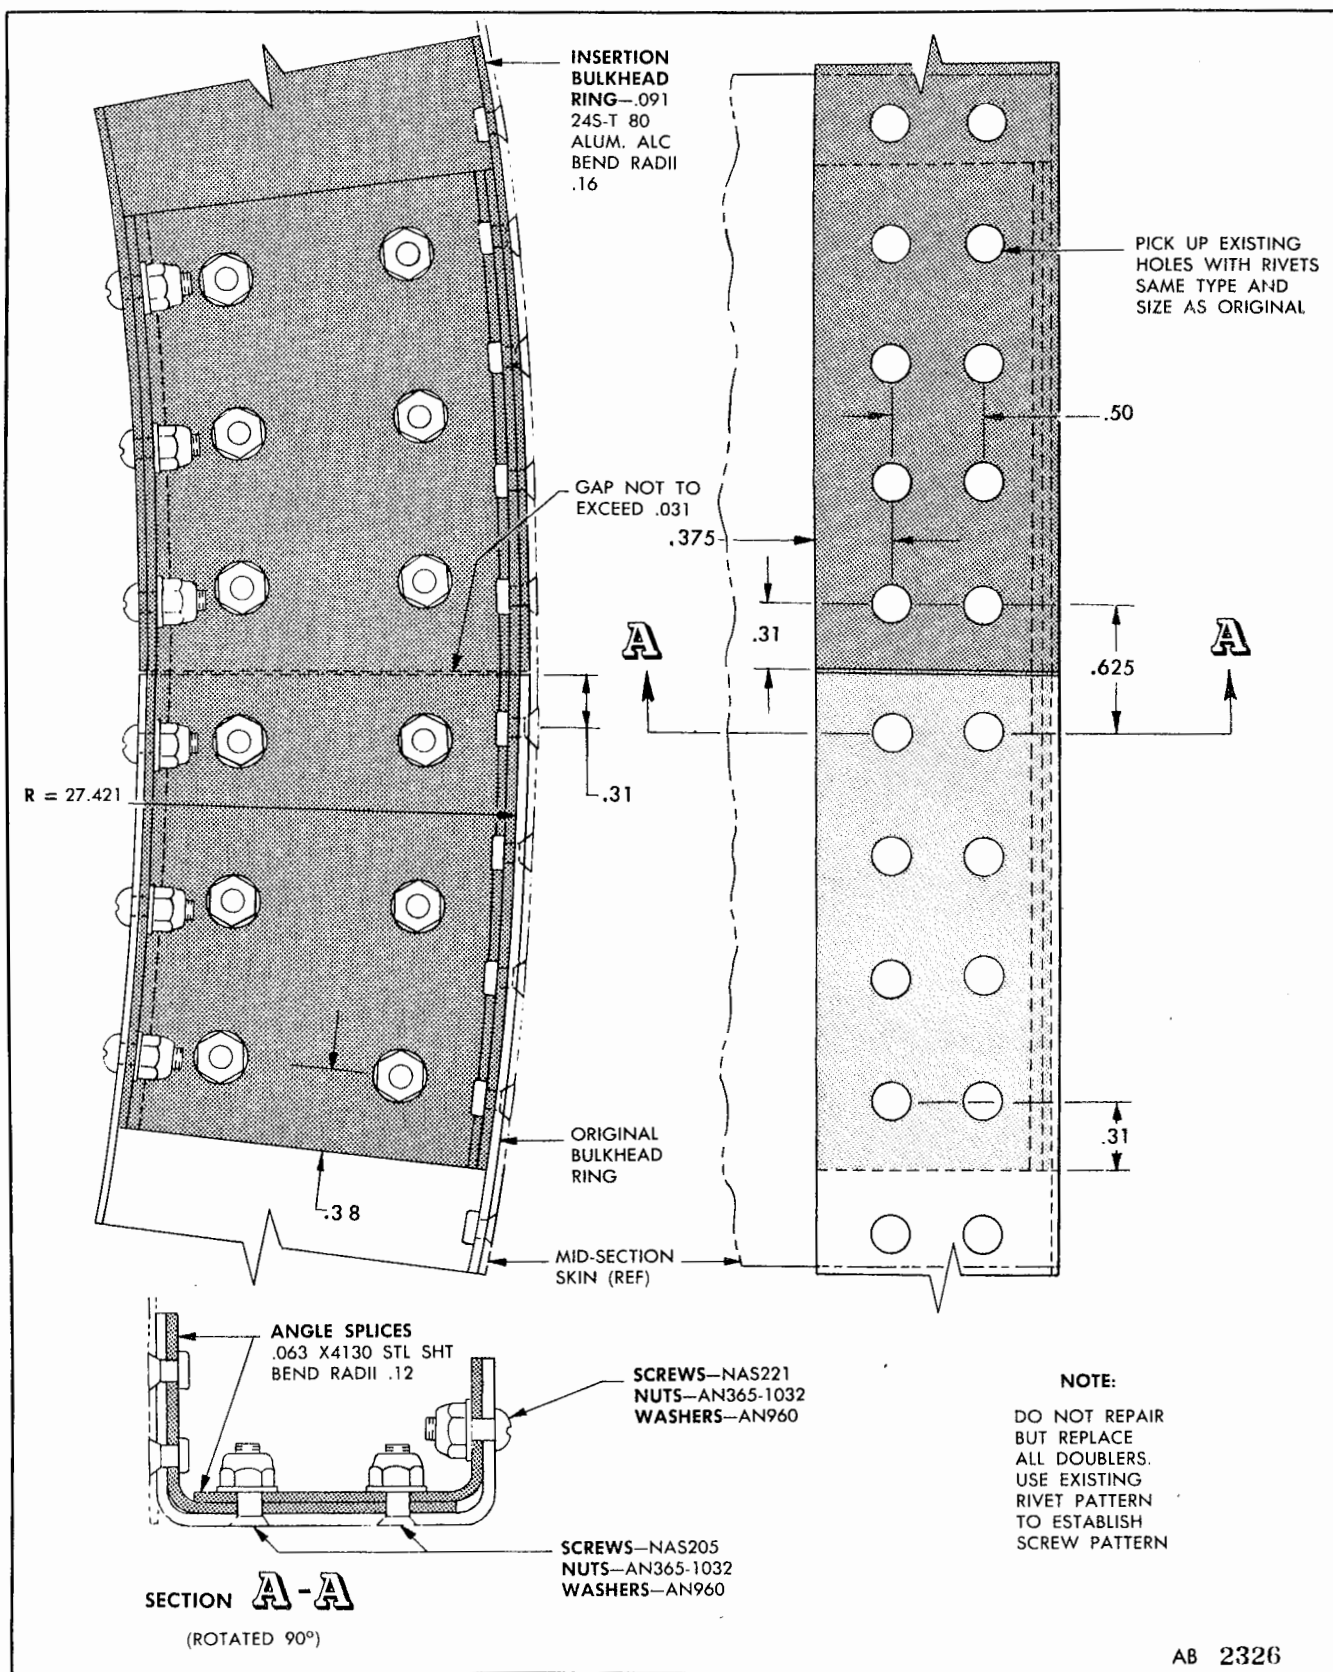 INSERTION
BULKHEAD
RING—.091
24S-T 80
ALUM. ALC
BEND RADII
.16
PICK UP EXISTING
HOLES WITH RIVETS
SAME TYPE AND
SIZE AS ORIGINAL
.50
GAP NOT TO
EXCEED .031
.375
.31
A
A
.625
R = 27.421
.31
ORIGINAL
BULKHEAD
RING
.31
.38
MID-SECTION
SKIN (REF)
ANGLE SPLICES
.063 X4130 STL SHT
BEND RADII .12
SCREWS—NAS221
NUTS—AN365-1032
WASHERS—AN960
NOTE:
DO NOT REPAIR
BUT REPLACE
ALL DOUBLERS.
USE EXISTING
RIVET PATTERN
TO ESTABLISH
SCREW PATTERN
SCREWS—NAS205
NUTS—AN365-1032
WASHERS—AN960
SECTION A-A
(ROTATED 90°)
AB 2326